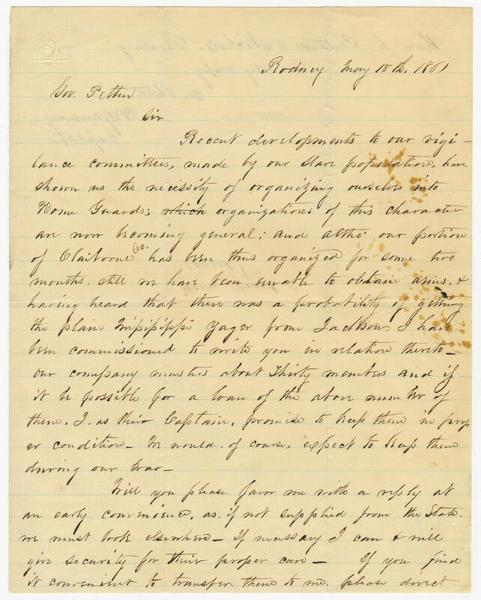 Rodney May 18th, 1861
Gov. Pettus
Sir
Recent developments to our vigi-
lance committees, made by our slave population, have
shown us the necessity of organizing ourselves into
Home Guards; which organizations of this character
are now becoming general; and altho our portion
of Claiborne Co. has been thus organized for some two
months. still we have been unable to obtain arms, &
having heard that there was a probability of getting
the plain Mississippi Yager from Jackson I have
been commissioned to write you in relation thereto—
our company musters about Thirty members and if
it be possible for a loan of the above number of
them, I, as their Captain, promise to keep them in prop
er condition— We would, of course, expect to keep them
during our war—
Will you please favor me with a reply at
an early convenience, as, if not supplied from the State
we must look elsewhere— If necessary I can & will
give security for their proper care— If you find
it convenient to transfer them to me, please direct